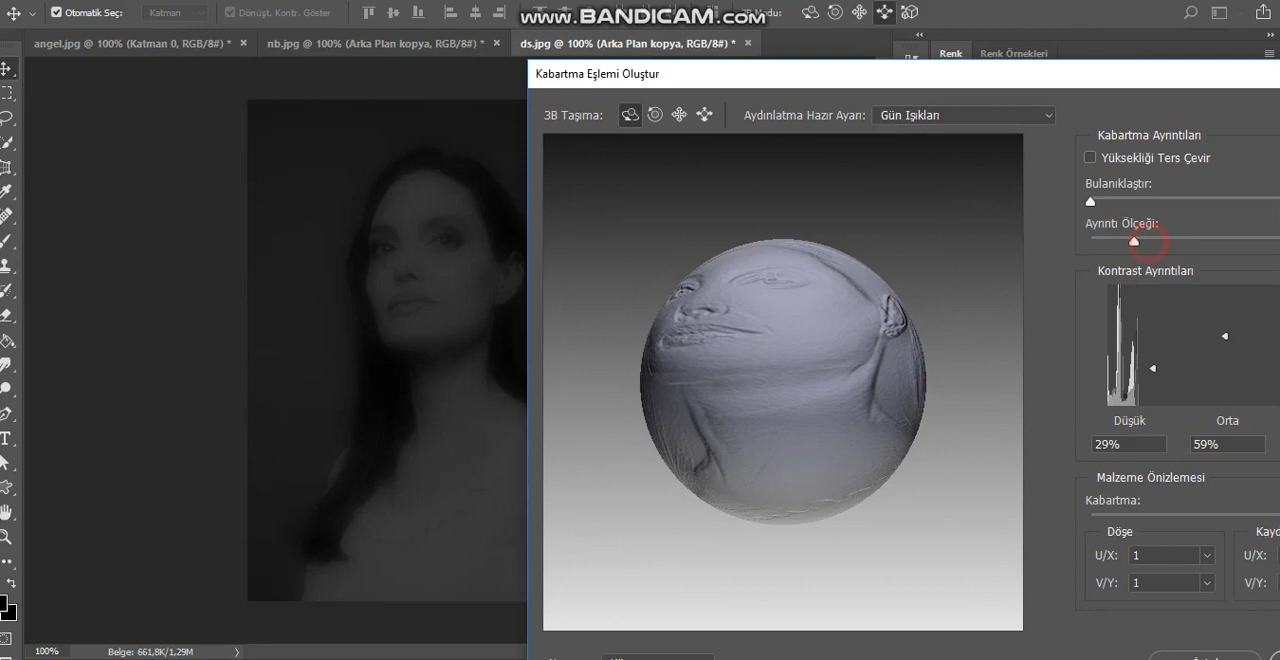 Otomatik Seç:
Katman
Dönüşt. Kontr. Göster
www.BANDICAM.com
Modu:
angel.jpg @ 100% (Katman 0, RGB/8#) *
nb.jpg @ 100% (Arka Plan kopya, RGB/8#) *
ds.jpg @ 100% (Arka Plan kopya, RGB/8#) *
Renk
Renk Örnekleri
Kabartma Eşlemi Oluştur
3B Taşıma:
Aydınlatma Hazır Ayarı:
Gün Işıkları
Kabartma Ayrıntıları
Yüksekliği Ters Çevir
Bulanıklaştır:
Ayrıntı Ölçeği:
Kontrast Ayrıntıları
Düşük
Orta
29%
59%
Malzeme Önizlemesi
Kabartma:
Döşe
U/X:
1
U/X:
V/Y:
1
V/Y:
100%
Belge: 661,8K/1,29M